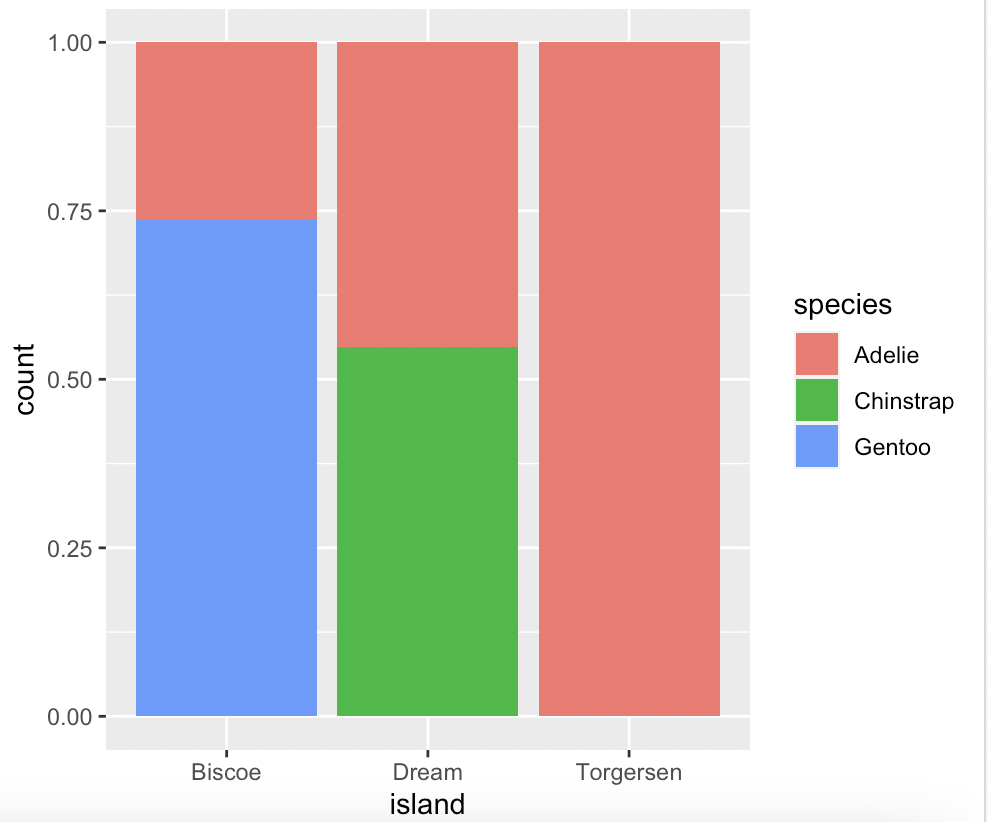 1.00
0.75
0.50
0.25
0.00
count
Biscoe Dream Torgersen
island
species
Adelie
Chinstrap
Gentoo